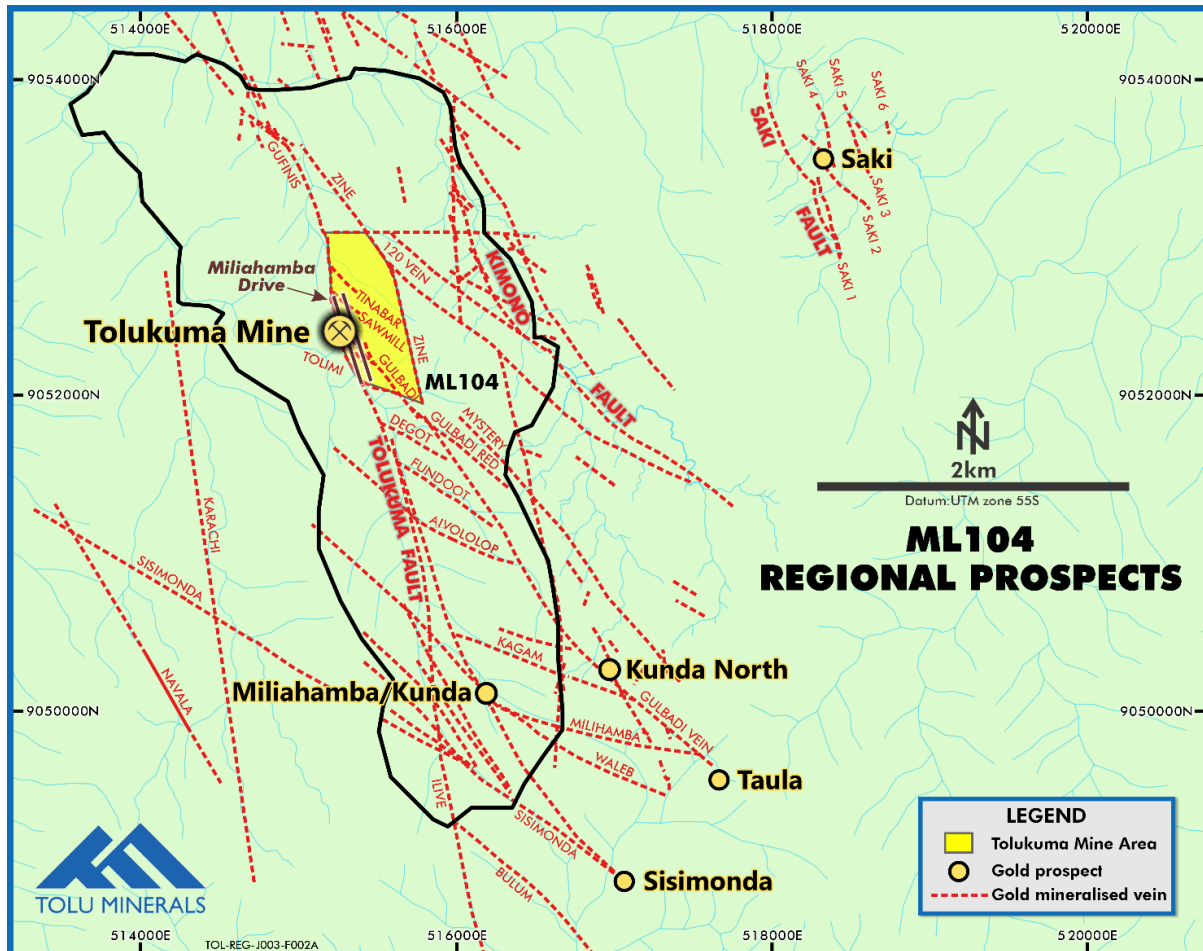 514000E
516000E
518000E
520000E
9054000N
9054000N
SAKI 4
SAKI 5
SAKI 6
SAKI
Saki
GUFINIS
ZINE
FAULT
SAKI 3
SAKI 2
SAKI 1
120 VEIN
KIMONO
Miliahamba
Drive
TINABAR
SAWMILL
Tolukuma Mine
ZINE
TOLIMI
GULBADI
ML104
FAULT
9052000N
9052000N
MYSTERY
DEGOT
GULBADI RED
TOLUKUMA FAULT
FUNDOOT
N
2km
Datum:UTM zone 55S
KARACHI
AIVOLOLOP
ML104
REGIONAL PROSPECTS
SISIMONDA
KAGAM
Kunda North
NAVALA
Miliahamba/Kunda
GULBADI VEIN
9050000N
9050000N
MILIHAMBA
WALEB
Taula
ILIVE
SISIMONDA
BULUM
Sisimonda
LEGEND
Tolukuma Mine Area
Gold prospect
Gold mineralised vein
TOLU MINERALS
514000E
TOL-REG-J003-F002A
516000E
518000E
520000E